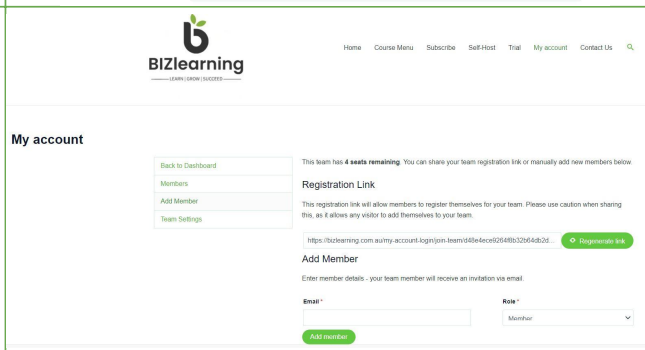 BIZlearning
LEARN | GROW | SUCCEED
Home Course Menu Subscribe Self-Host Trial My account Contact Us
My account
Back to Dashboard
Members
Add Member
Team Settings
This team has 4 seats remaining. You can share your team registration link or manually add new members below.
Registration Link
This registration link will allow members to register themselves for your team. Please use caution when sharing
this, as it allows any visitor to add themselves to your team.
https://bizlearning.com.au/my-account-login/join-team/d48e4ece9264f8b32b64db2d... Regenerate link
Add Member
Enter member details - your team member will receive an invitation via email.
Email * Role *
Member
Add member